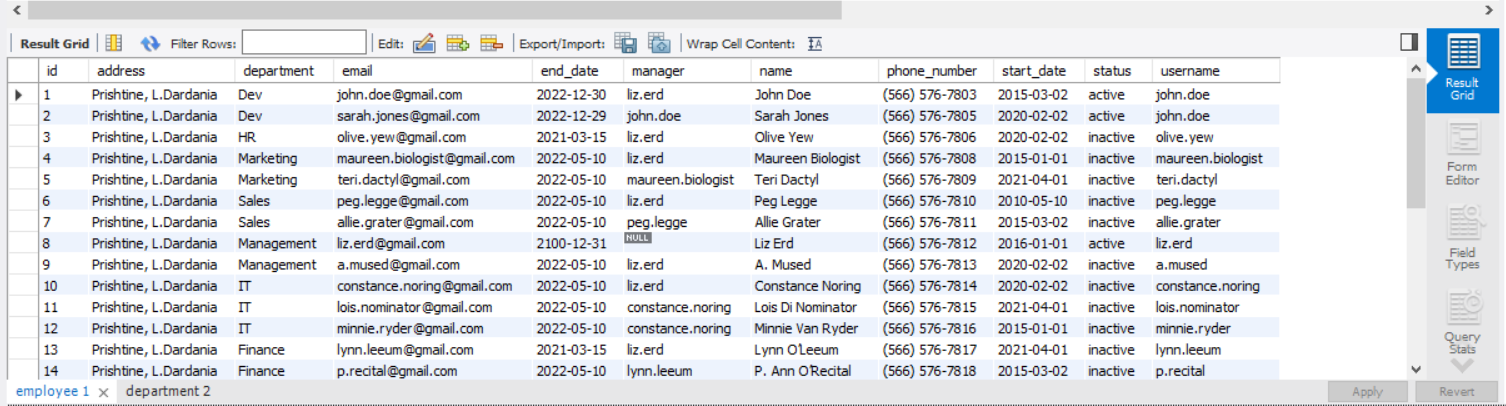 Result Grid Filter Rows: Edit: Export/Import: Wrap Cell Content: IA
id address department email end_date manager name phone_number start_date status username
1 Prishtine, L.Dardania Dev john.doe@gmail.com 2022-12-30 liz.erd John Doe (566) 576-7803 2015-03-02 active john.doe
2 Prishtine, L.Dardania Dev sarah.jones@gmail.com 2022-12-29 john.doe Sarah Jones (566) 576-7805 2020-02-02 active john.doe
3 Prishtine, L.Dardania HR olive.yew@gmail.com 2021-03-15 liz.erd Olive Yew (566) 576-7806 2020-02-02 inactive olive.yew
4 Prishtine, L.Dardania Marketing maureen.biologist@gmail.com 2022-05-10 liz.erd Maureen Biologist (566) 576-7808 2015-01-01 inactive maureen.biologist
5 Prishtine, L.Dardania Marketing teri.dactyl@gmail.com 2022-05-10 maureen.biologist Teri Dactyl (566) 576-7809 2021-04-01 inactive teri.dactyl
6 Prishtine, L.Dardania Sales peg.legge@gmail.com 2022-05-10 liz.erd Peg Legge (566) 576-7810 2010-05-10 inactive peg.legge
7 Prishtine, L.Dardania Sales allie.grater@gmail.com 2022-05-10 peg.legge Allie Grater (566) 576-7811 2015-03-02 inactive allie.grater
8 Prishtine, L.Dardania Management liz.erd@gmail.com 2100-12-31 NULL Liz Erd (566) 576-7812 2016-01-01 active liz.erd
9 Prishtine, L.Dardania Management a.mused@gmail.com 2022-05-10 liz.erd A. Mused (566) 576-7813 2020-02-02 inactive a.mused
10 Prishtine, L.Dardania IT constance.noring@gmail.com 2022-05-10 liz.erd Constance Noring (566) 576-7814 2020-02-02 inactive constance.noring
11 Prishtine, L.Dardania IT lois.nominator@gmail.com 2022-05-10 constance.noring Lois Di Nominator (566) 576-7815 2021-04-01 inactive lois.nominator
12 Prishtine, L.Dardania IT minnie.ryder@gmail.com 2022-05-10 constance.noring Minnie Van Ryder (566) 576-7816 2015-01-01 inactive minnie.ryder
13 Prishtine, L.Dardania Finance lynn.leeum@gmail.com 2021-03-15 liz.erd Lynn O'Leeum (566) 576-7817 2021-04-01 inactive lynn.leeum
14 Prishtine, L.Dardania Finance p.recital@gmail.com 2022-05-10 lynn.leeum P. Ann O'Recital (566) 576-7818 2015-03-02 inactive p.recital
employee 1 department 2 Apply Revert
Result
Grid
Form
Editor
Field
Types
Query
Stats